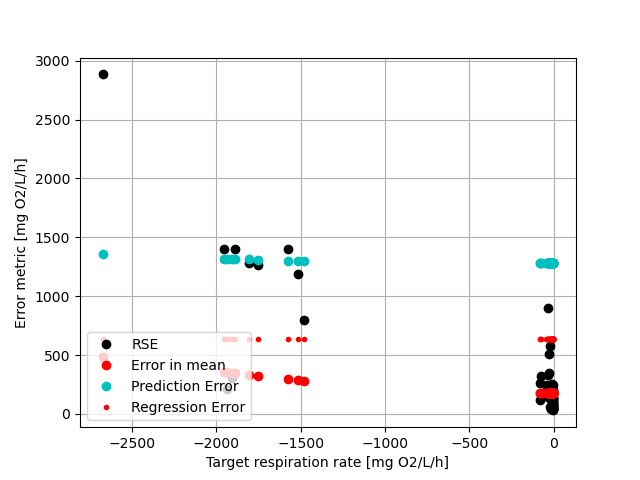 3000
2500
2000
1500
1000
500
0
Error metric [mg O2/L/h]
RSE
Error in mean
Prediction Error
Regression Error
−2500
−2000
−1500
−1000
−500
0
Target respiration rate [mg O2/L/h]